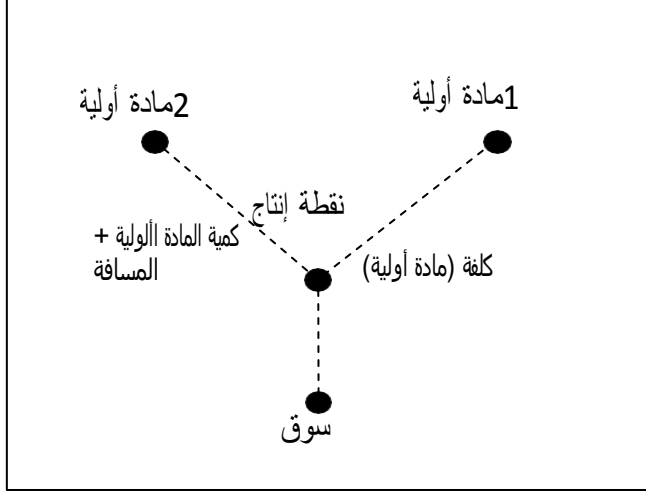 مادة أولية1
مادة أولية2
نقطة إنتاج
كمية المادة األولية +
المسافة
كلفة (مادة أولية)
سوق